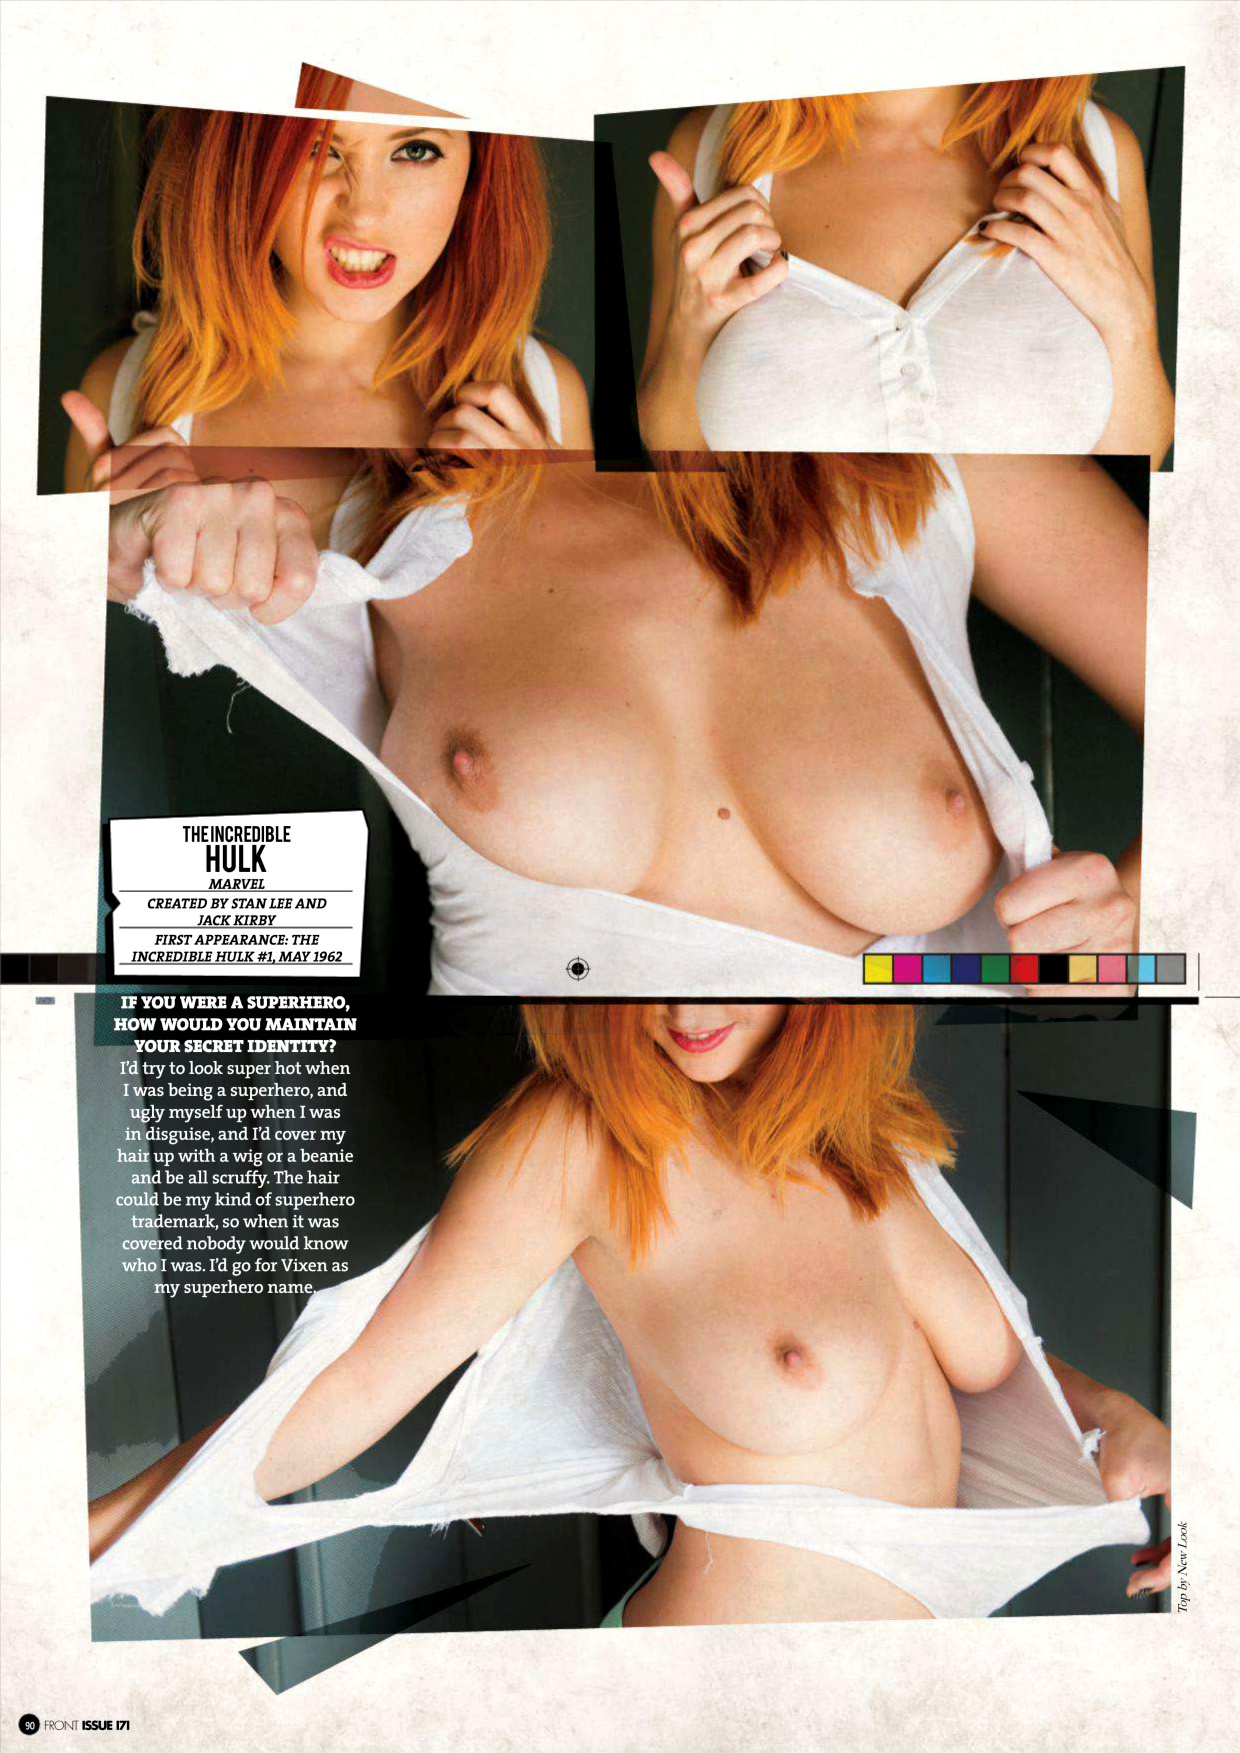 THE INCREDIBLE
HULK
MARVEL
CREATED BY STAN LEE AND
JACK KIRBY
FIRST APPEARANCE: THE
INCREDIBLE HULK #1, MAY 1962
IF YOU WERE A SUPERHERO,
HOW WOULD YOU MAINTAIN
YOUR SECRET IDENTITY?
I'd try to look super hot when
I was being a superhero, and
ugly myself up when I was
in disguise, and I'd cover my
hair up with a wig or a beanie
and be all scruffy. The hair
could be my kind of superhero
trademark, so when it was
covered nobody would know
who I was. I'd go for Vixen as
my superhero name.
Top by New Look
90 FRONT ISSUE 171